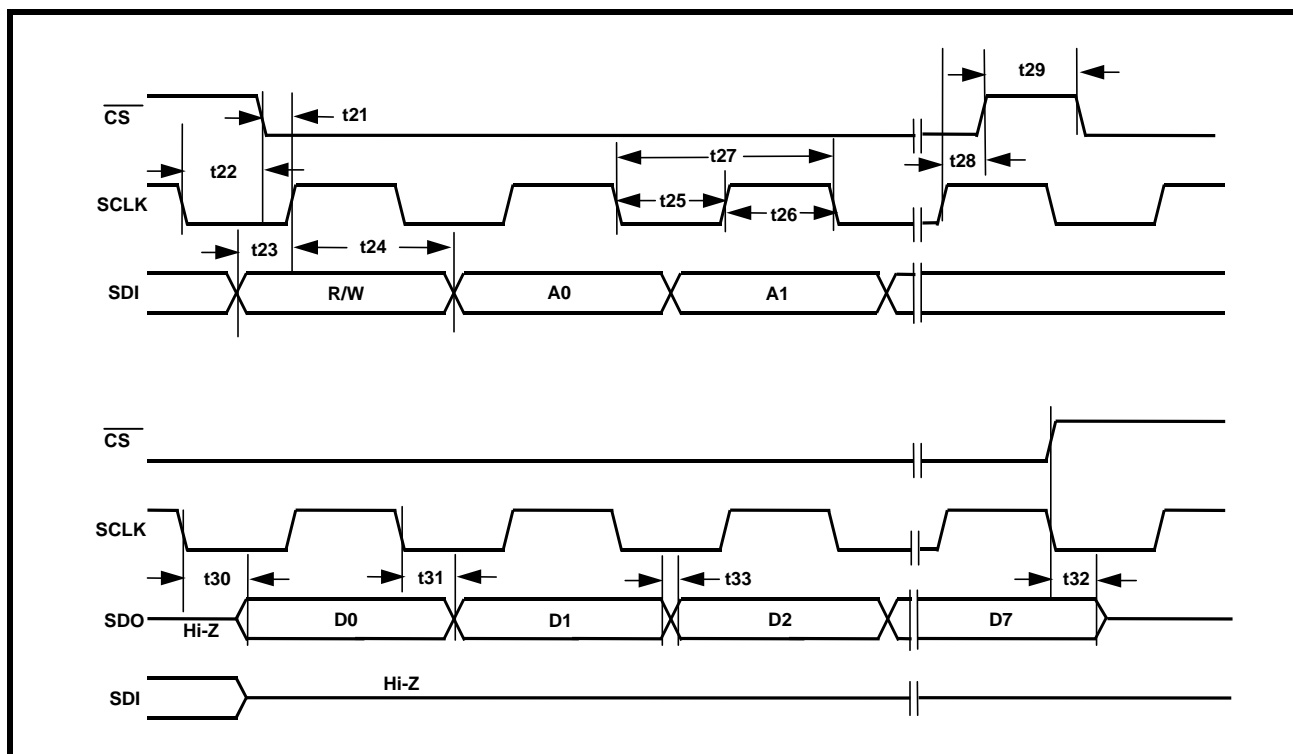 t29
CS
t21
t27
t22
t28
SCLK
t25
t26
t23
t24
SDI
R/W
A0
A1
CS
SCLK
t30
t31
t33
t32
SDO
Hi-Z
D0
D1
D2
D7
Hi-Z
SDI